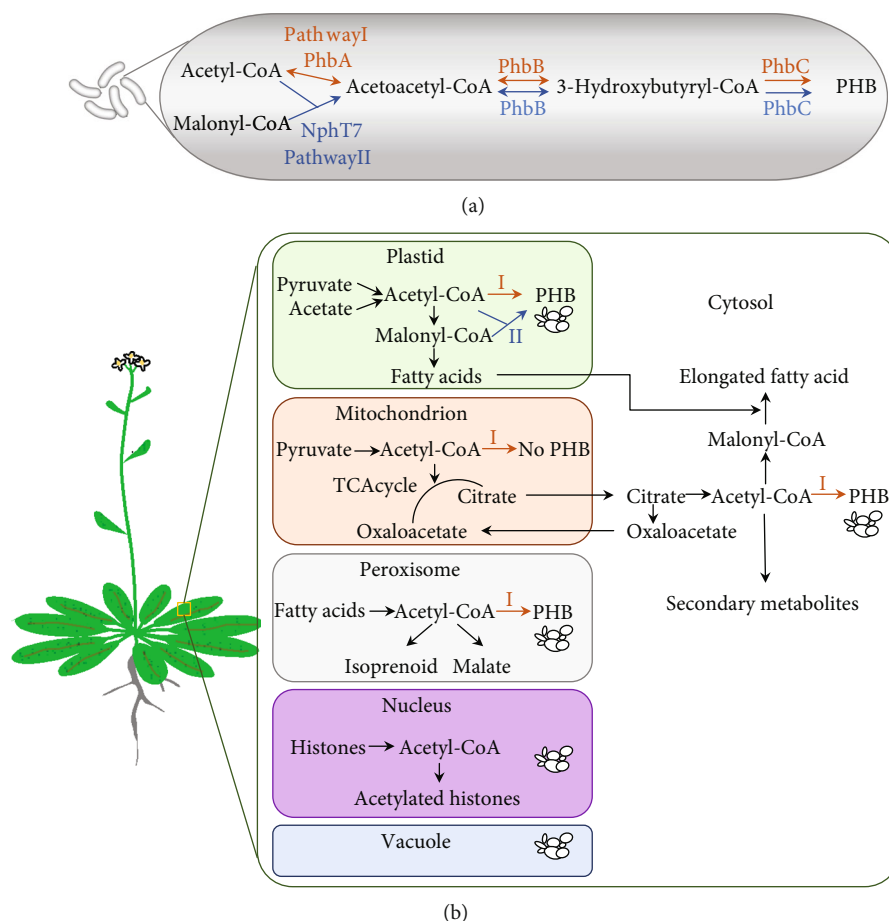 PathwayI
PhbA
Acetyl-CoA
Acetoacetyl-CoA
PhbB
PhbB
3-Hydroxybutyryl-CoA
PhbC
PhbC
PHB
Malonyl-CoA
NphT7
PathwayII
(a)
Plastid
Pyruvate
Acetate
Acetyl-CoA
I
PHB
Malonyl-CoA
II
Fatty acids
Cytosol
Elongated fatty acid
Malonyl-CoA
Mitochondrion
Pyruvate
Acetyl-CoA
I
No PHB
TCAcycle
Citrate
Oxaloacetate
Citrate
Acetyl-CoA
I
PHB
Oxaloacetate
Secondary metabolites
Peroxisome
Fatty acids
Acetyl-CoA
I
PHB
Isoprenoid
Malate
Nucleus
Histones
Acetyl-CoA
Acetylated histones
Vacuole
(b)